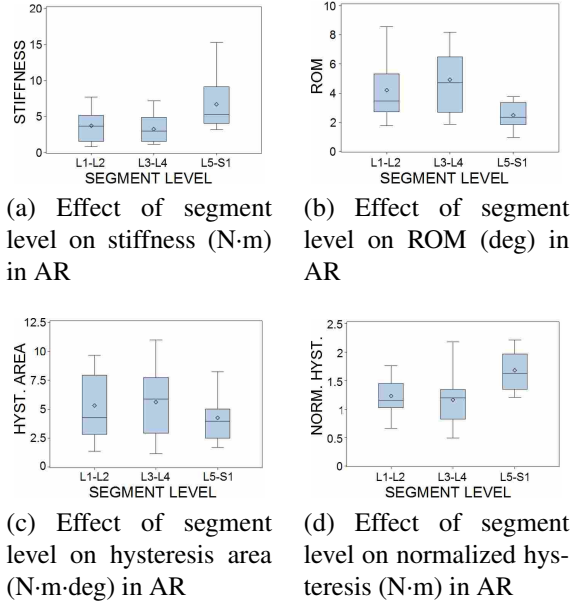 20
15
10
5
0
STIFFNESS
L1-L2 L3-L4 L5-S1
SEGMENT LEVEL
(a) Effect of segment
level on stiffness (N·m)
in AR
10
8
6
4
2
0
ROM
L1-L2 L3-L4 L5-S1
SEGMENT LEVEL
(b) Effect of segment
level on ROM (deg) in
AR
12.5
10
7.5
5
2.5
0
HYST. AREA
L1-L2 L3-L4 L5-S1
SEGMENT LEVEL
(c) Effect of segment
level on hysteresis area
(N·m·deg) in AR
2.5
2
1.5
1
0.5
0
NORM. HYST.
L1-L2 L3-L4 L5-S1
SEGMENT LEVEL
(d) Effect of segment
level on normalized hys-
teresis (N·m) in AR